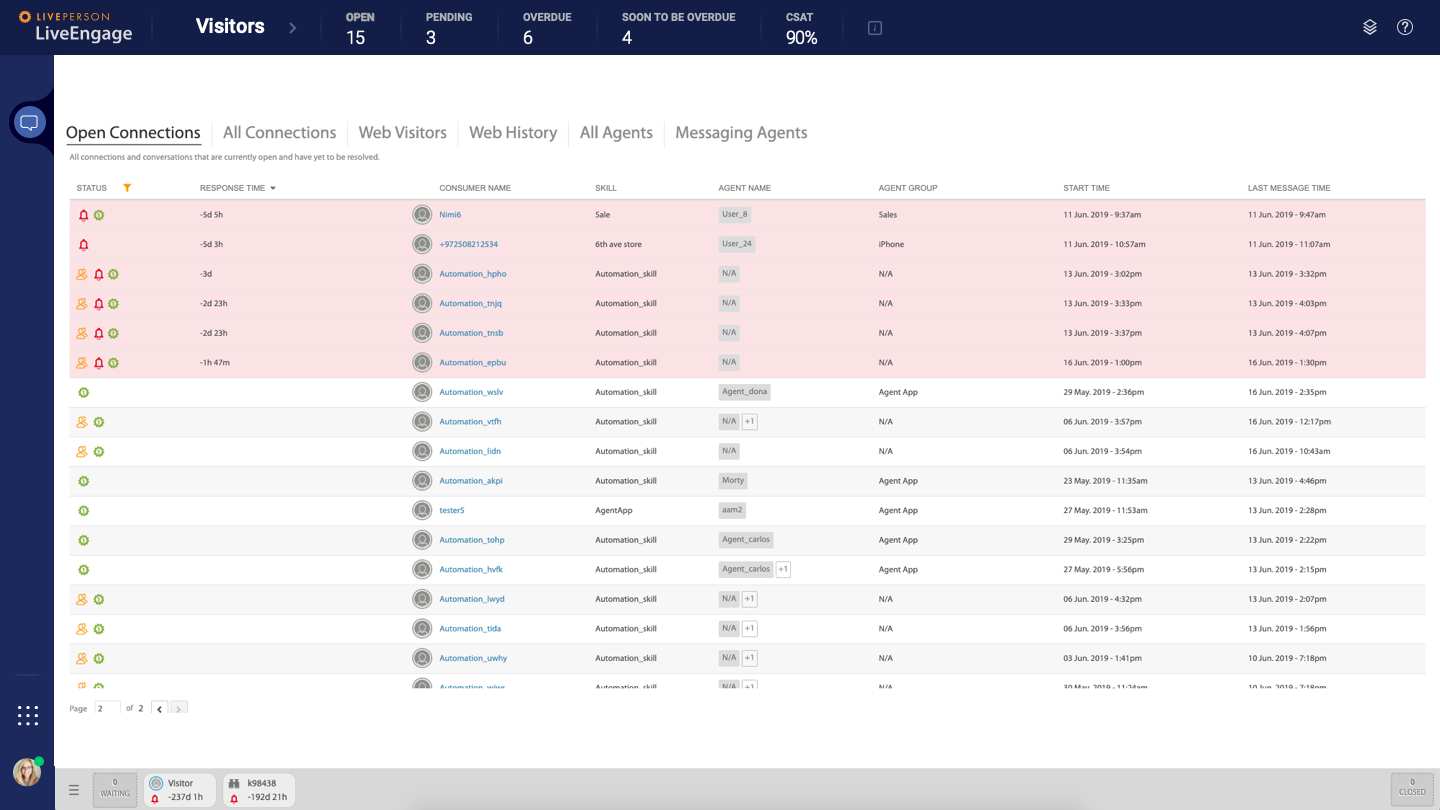 LIVEPERSON
LiveEngage
Visitors
OPEN PENDING OVERDUE SOON TO BE OVERDUE CSAT
15 3 6 4 90%
Open Connections All Connections Web Visitors Web History All Agents Messaging Agents
All connections and conversations that are currently open and have yet to be resolved.
STATUS RESPONSE TIME CONSUMER NAME SKILL AGENT NAME AGENT GROUP START TIME LAST MESSAGE TIME
-5d 5h Nimi6 Sale User_8 Sales 11 Jun. 2019 - 9:37am 11 Jun. 2019 - 9:47am
-5d 3h +972508212534 6th ave store User_24 iPhone 11 Jun. 2019 - 10:57am 11 Jun. 2019 - 11:07am
-3d Automation_hpho Automation_skill N/A N/A 13 Jun. 2019 - 3:02pm 13 Jun. 2019 - 3:32pm
-2d 23h Automation_tnjq Automation_skill N/A N/A 13 Jun. 2019 - 3:33pm 13 Jun. 2019 - 4:03pm
-2d 23h Automation_tnsb Automation_skill N/A N/A 13 Jun. 2019 - 3:37pm 13 Jun. 2019 - 4:07pm
-1h 47m Automation_epbu Automation_skill N/A N/A 16 Jun. 2019 - 1:00pm 16 Jun. 2019 - 1:30pm
Automation_wslv Automation_skill Agent_dona Agent App 29 May. 2019 - 2:36pm 16 Jun. 2019 - 2:35pm
Automation_vtfh Automation_skill N/A +1 N/A 06 Jun. 2019 - 3:57pm 16 Jun. 2019 - 12:17pm
Automation_lidn Automation_skill N/A N/A 06 Jun. 2019 - 3:54pm 16 Jun. 2019 - 10:43am
Automation_akpi Automation_skill Morty Agent App 23 May. 2019 - 11:35am 13 Jun. 2019 - 4:46pm
tester5 AgentApp aam2 Agent App 27 May. 2019 - 11:53am 13 Jun. 2019 - 2:28pm
Automation_tohp Automation_skill Agent_carlos Agent App 29 May. 2019 - 3:25pm 13 Jun. 2019 - 2:22pm
Automation_hvfk Automation_skill Agent_carlos +1 Agent App 27 May. 2019 - 5:56pm 13 Jun. 2019 - 2:15pm
Automation_lwyd Automation_skill N/A +1 N/A 06 Jun. 2019 - 4:32pm 13 Jun. 2019 - 2:07pm
Automation_tida Automation_skill N/A +1 N/A 06 Jun. 2019 - 3:56pm 13 Jun. 2019 - 1:56pm
Automation_uwhy Automation_skill N/A +1 N/A 03 Jun. 2019 - 1:41pm 10 Jun. 2019 - 7:18pm
Automation_skill N/A +1 N/A 30 May. 2019 - 11:24am 10 Jun. 2019 - 7:18pm
Page 2 of 2
0 WAITING
Visitor
-237d 1h
k98438
-192d 21h
0 CLOSED